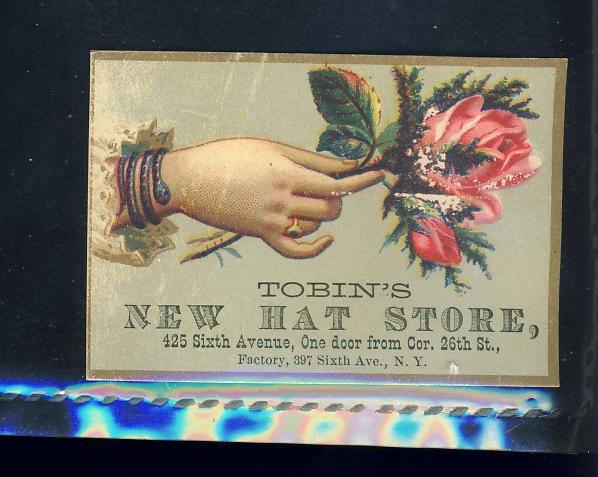 TOBIN'S
NEW HAT STORE,
425 Sixth Avenue, One door from Cor. 26th St.,
Factory, 397 Sixth Ave., N. Y.